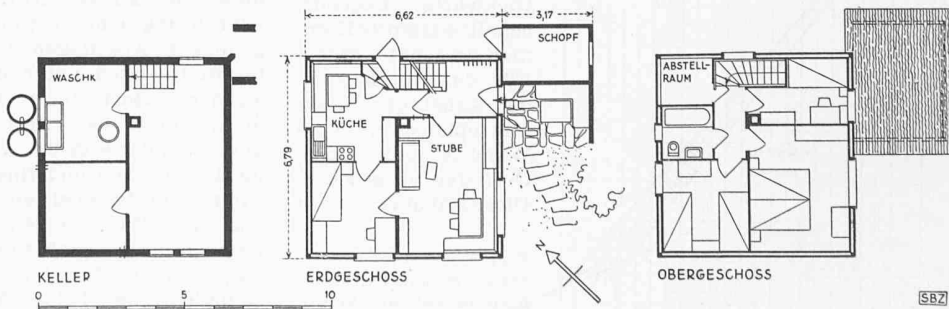 6,62
3,17
SCHOPF
WASCHK
KÜCHE
STUBE
ABSTELL-
RAUM
6,79
N
KELLER
ERDGESCHOSS
OBERGESCHOSS
0 5 10
SBZ